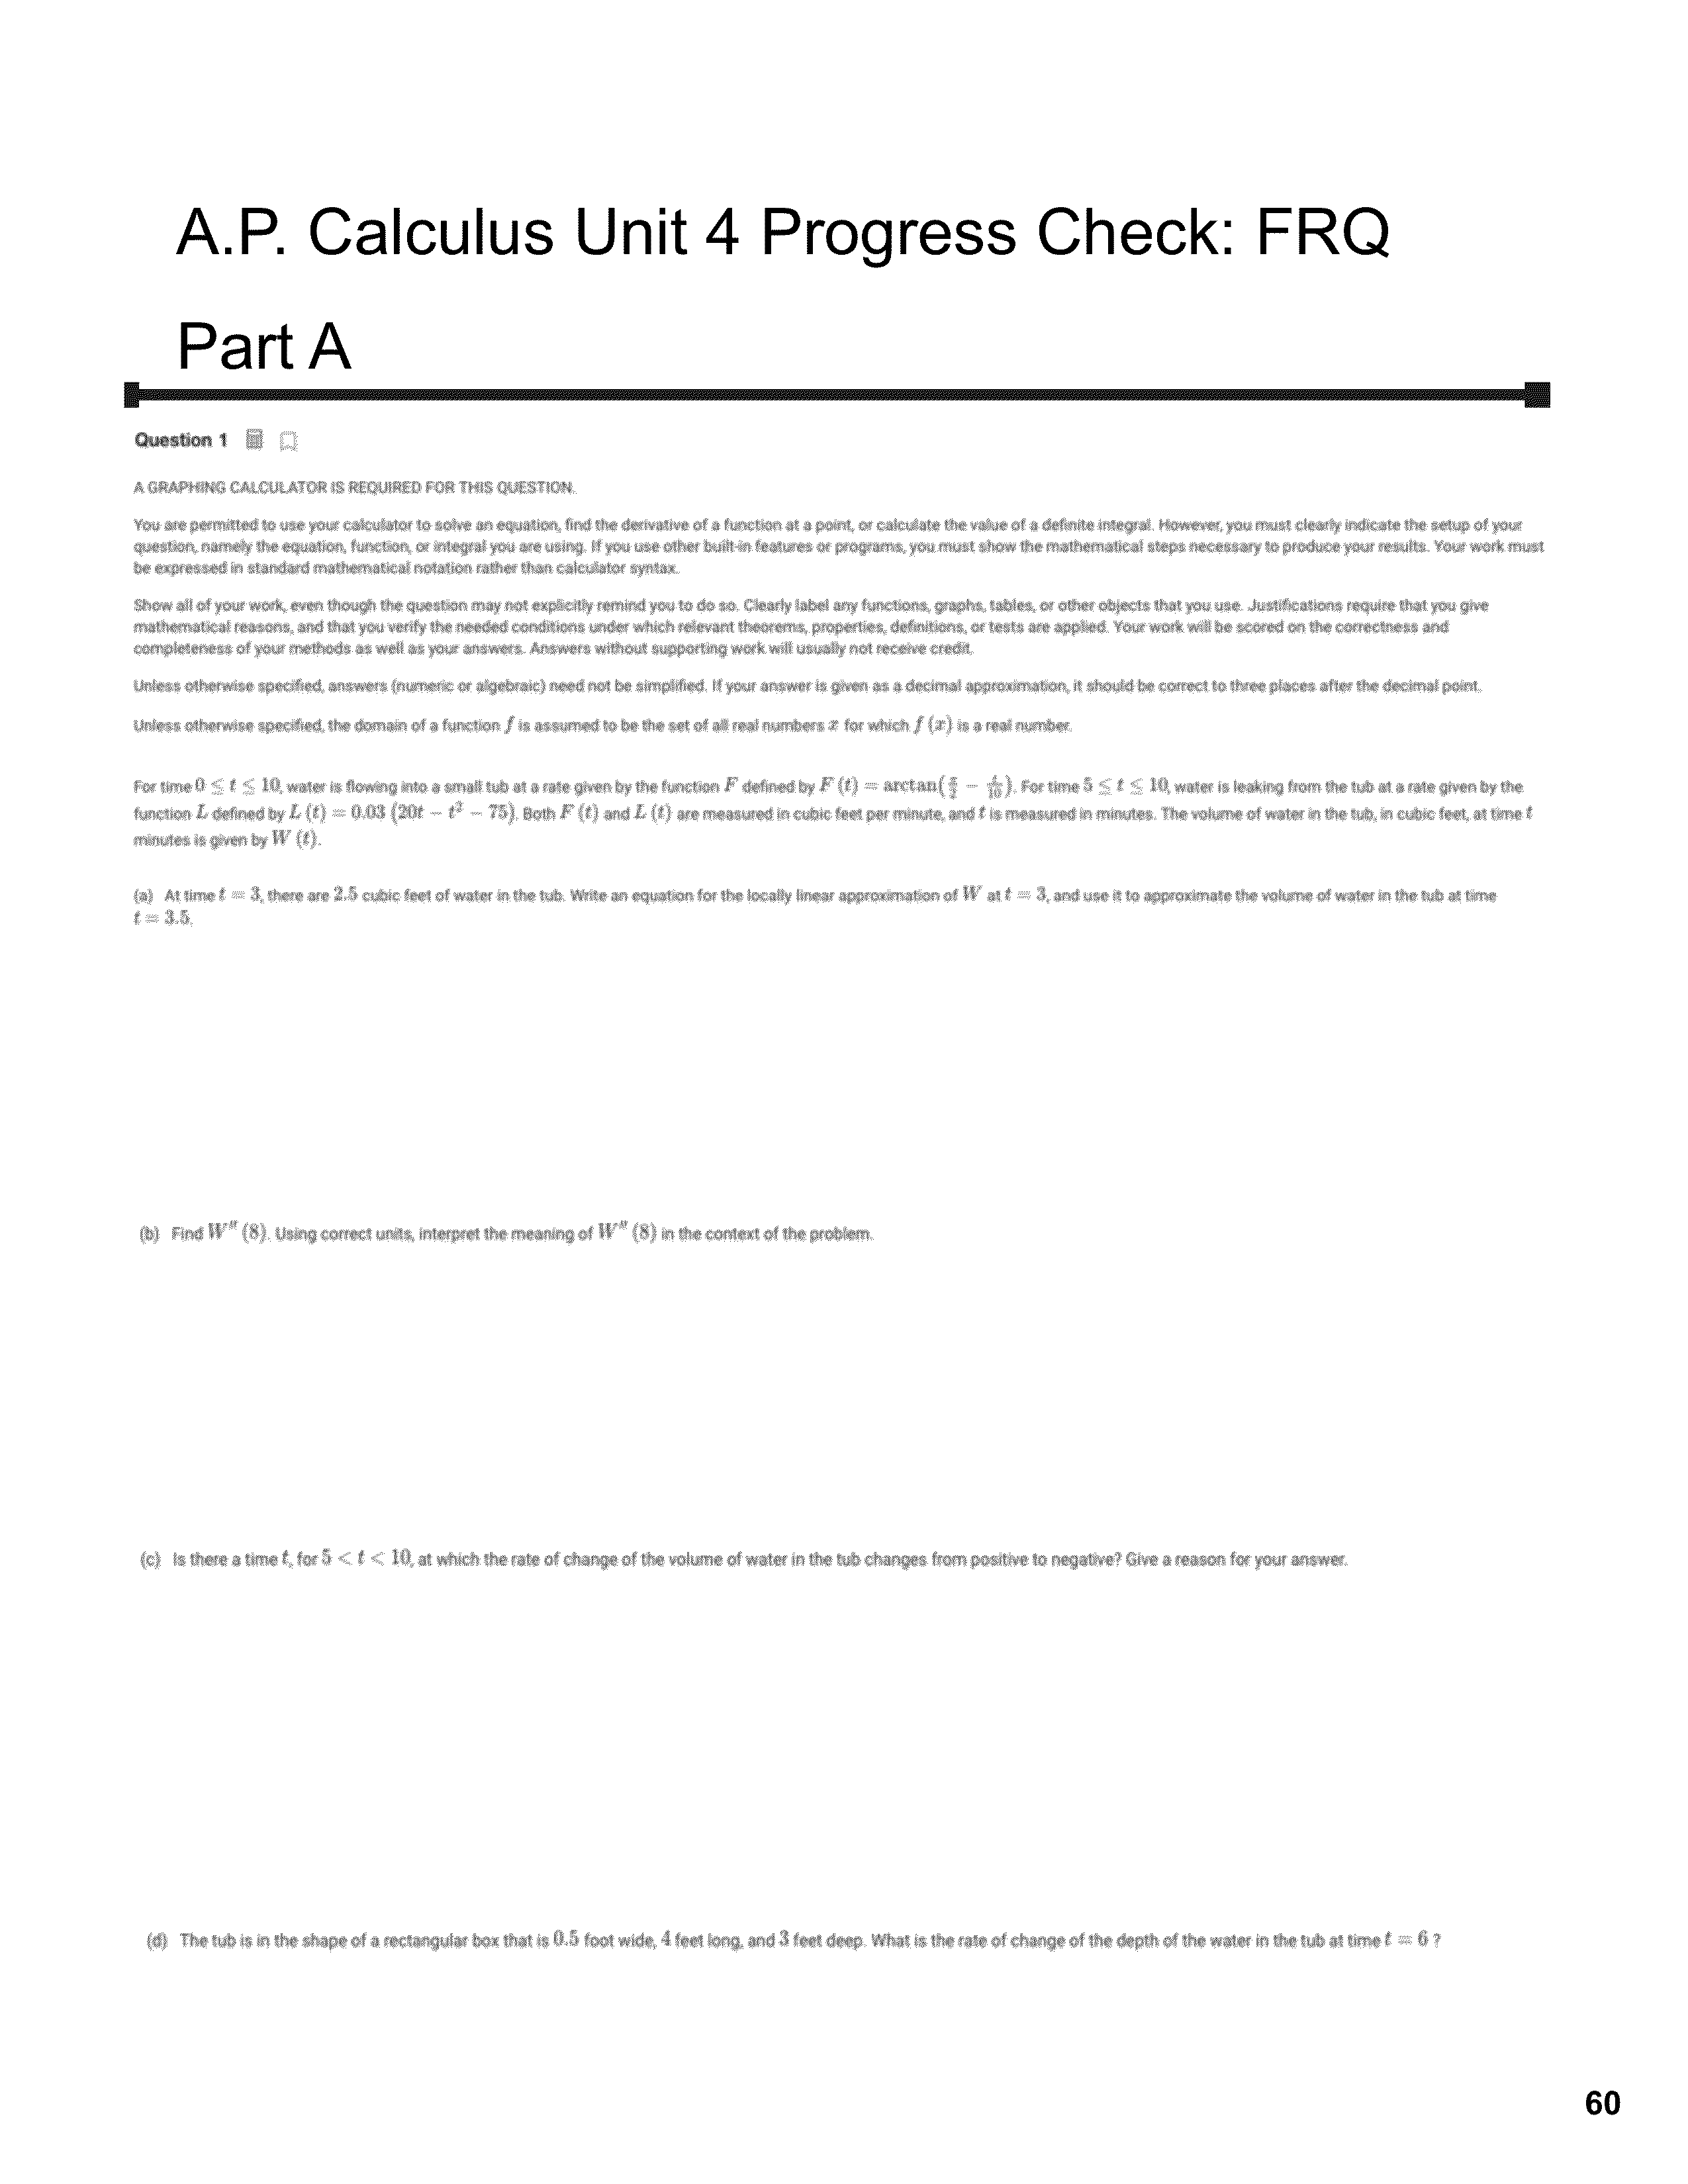 A.P. Calculus Unit 4 Progress Check: FRQ
Part A
Question 1
A GRAPHING CALCULATOR IS REQUIRED FOR THIS QUESTION.
You are permitted to use your calculator to solve an equation, find the derivative of a function at a point, or calculate the value of a definite integral. However, you must clearly indicate the setup of your
question, namely the equation, function, or integral you are using. If you use other built-in features or programs, you must show the mathematical steps necessary to produce your results. Your work must
be expressed in standard mathematical notation rather than calculator syntax.
Show all of your work, even though the question may not explicitly remind you to do so. Clearly label any functions, graphs, tables, or other objects that you use. Justifications require that you give
mathematical reasons, and that you verify the needed conditions under which relevant theorems, properties, definitions, or tests are applied. Your work will be scored on the correctness and
completeness of your methods as well as your answers. Answers without supporting work will usually not receive credit.
Unless otherwise specified, answers (numeric or algebraic) need not be simplified. If your answer is given as a decimal approximation, it should be correct to three places after the decimal point.
Unless otherwise specified, the domain of a function f is assumed to be the set of all real numbers x for which f (x) is a real number.
For time 0 ≤ t ≤ 10, water is flowing into a small tub at a rate given by the function F defined by F (t) = arctan(π/2 − t/10). For time 5 ≤ t ≤ 10, water is leaking from the tub at a rate given by the
function L defined by L (t) = 0.03 (20t − t² − 75). Both F (t) and L (t) are measured in cubic feet per minute, and t is measured in minutes. The volume of water in the tub, in cubic feet, at time t
minutes is given by W (t).
(a) At time t = 3, there are 2.5 cubic feet of water in the tub. Write an equation for the locally linear approximation of W at t = 3, and use it to approximate the volume of water in the tub at time
t = 3.5.
(b) Find W″ (8). Using correct units, interpret the meaning of W″ (8) in the context of the problem.
(c) Is there a time t, for 5 < t < 10, at which the rate of change of the volume of water in the tub changes from positive to negative? Give a reason for your answer.
(d) The tub is in the shape of a rectangular box that is 0.5 foot wide, 4 feet long, and 3 feet deep. What is the rate of change of the depth of the water in the tub at time t = 6 ?
60